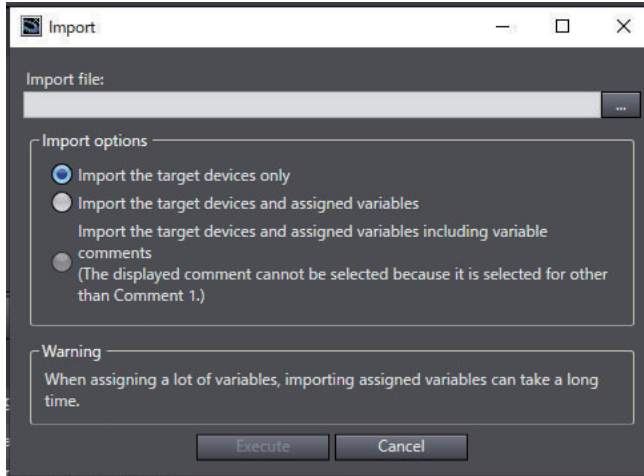 Import
Import file:
...
Import options
Import the target devices only
Import the target devices and assigned variables
Import the target devices and assigned variables including variable
comments
(The displayed comment cannot be selected because it is selected for other
than Comment 1.)
Warning
When assigning a lot of variables, importing assigned variables can take a long
time.
Execute
Cancel